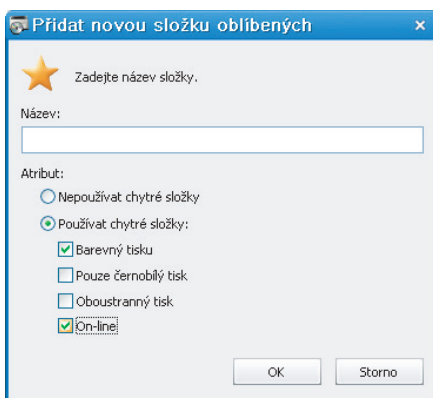 Přidat novou složku oblíbených
Zadejte název složky.
Název:
Atribut:
Nepoužívat chytré složky
Používat chytré složky:
Barevný tisku
Pouze černobílý tisk
Oboustranný tisk
On-line
OK Storno